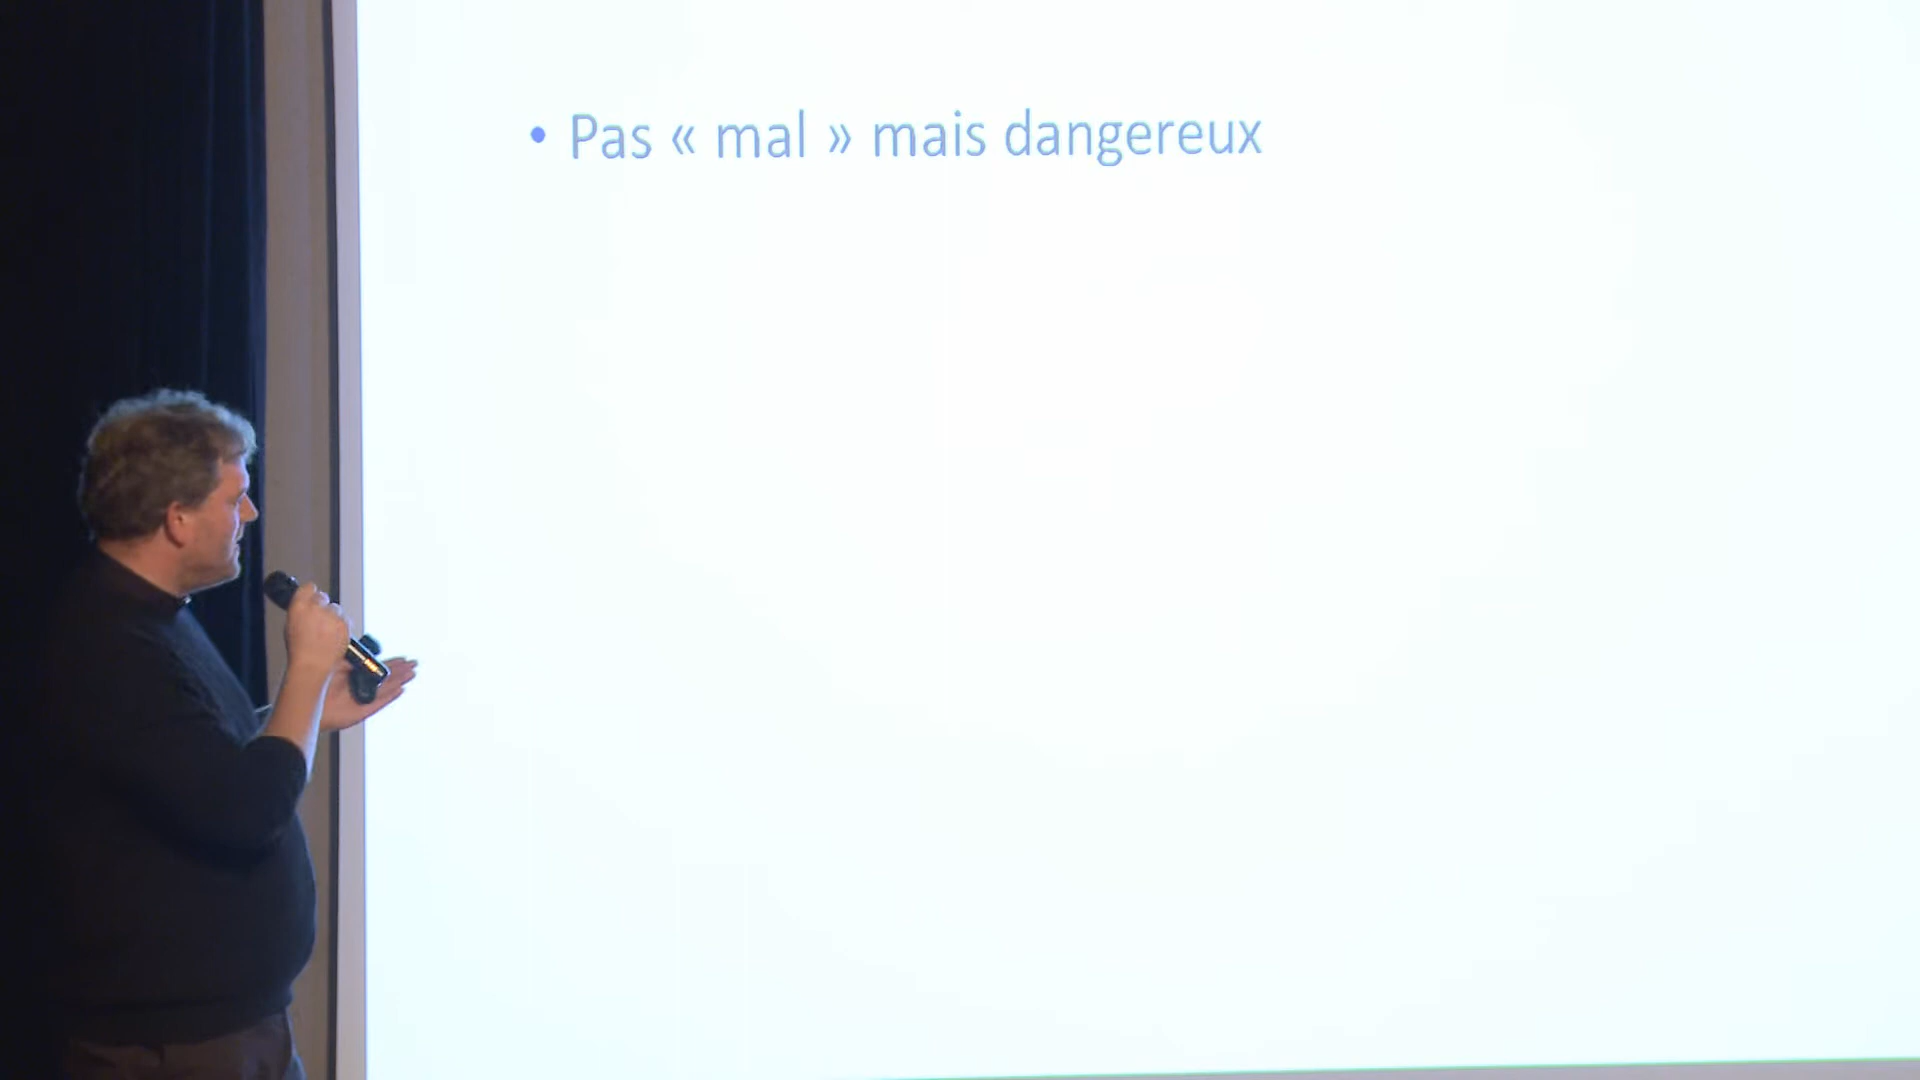 • Pas « mal » mais dangereux